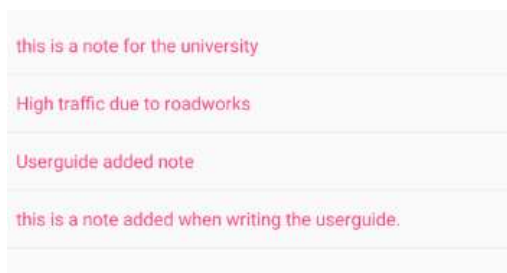 this is a note for the university
High traffic due to roadworks
Userguide added note
this is a note added when writing the userguide.